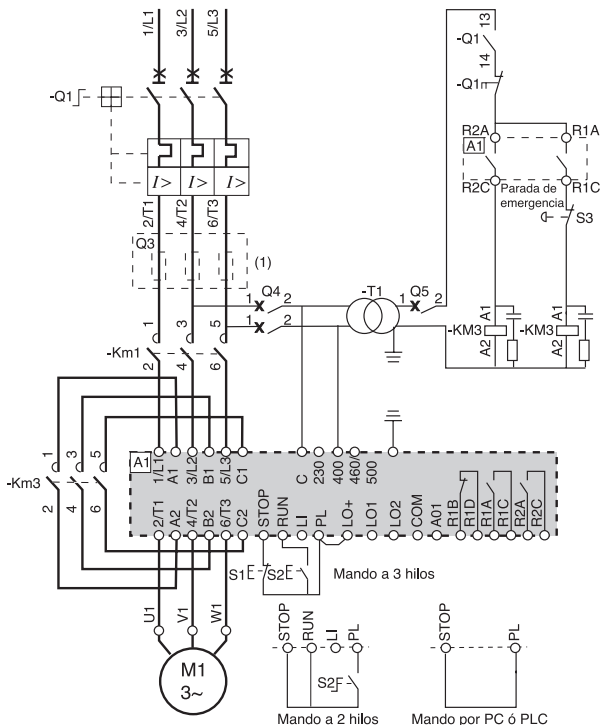 1/L1 3/L2 5/L3
-Q1
I> I> I>
2/T1 4/T2 6/T3
Q3
(1)
1 Q4 2
1 2
-T1
1 Q5 2
13
-Q1
14
-Q1
R2A R1A
A1
R2C R1C
Parada de
emergencia
S3
A1 A1
-KM3 -KM3
A2 A2
1 3 5
-Km1
2 4 6
1 3 5
-Km3
2 4 6
A1
1/L1 A1 3/L2 B1 5/L3 C1 C 230 400 460/ 500
2/T1 A2 4/T2 B2 6/T3 C2 STOP RUN LI PL LO+ LO1 LO2 COM A01 R1B R1D R1A R1C R2A R2C
S1 S2
Mando a 3 hilos
U1 V1 W1
M1
3~
STOP RUN LI PL
S2
Mando a 2 hilos
STOP PL
Mando por PC ó PLC